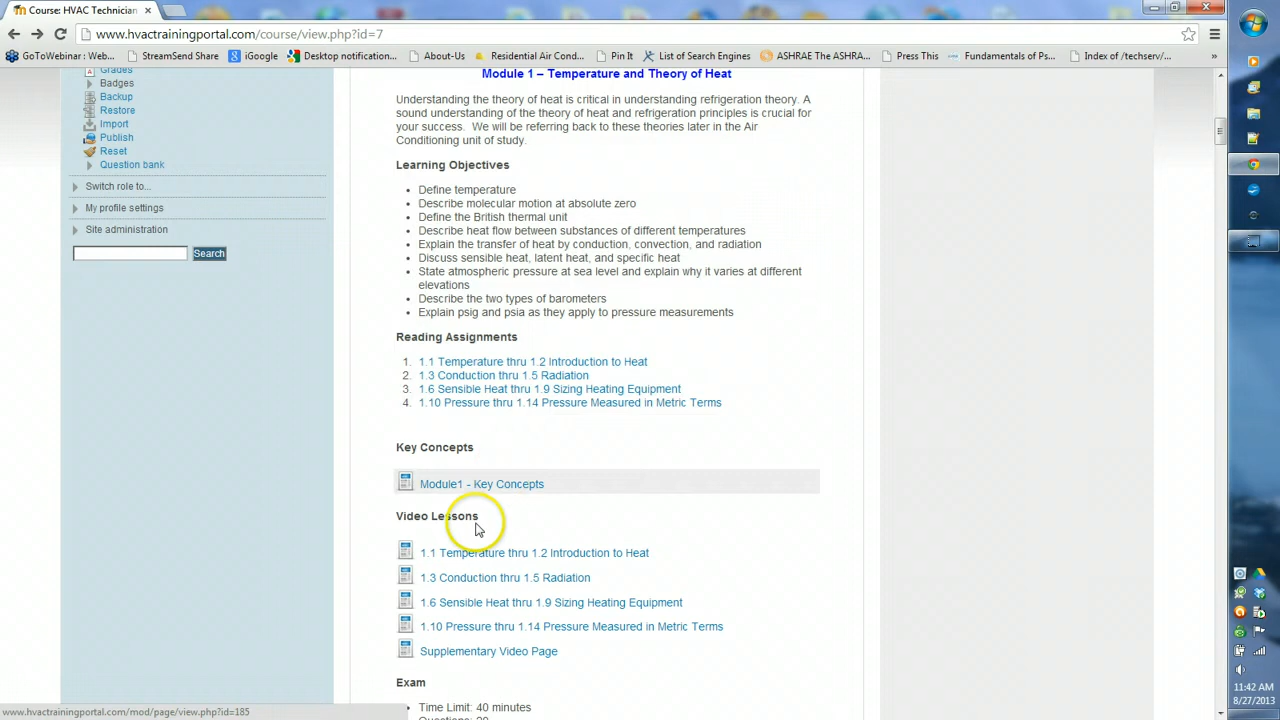 Course: HVAC Technician
www.hvactrainingportal.com/course/view.php?id=7
GoToWebinar : Web...
StreamSend Share
iGoogle
Desktop notification...
About-Us
Residential Air Cond...
Pin It
List of Search Engines
ASHRAE The ASHRA...
Press This
Fundamentals of Ps...
Index of /techserv/...
»
Grades
Badges
Backup
Restore
Import
Publish
Reset
Question bank
Switch role to...
My profile settings
Site administration
Search
Module 1 – Temperature and Theory of Heat
Understanding the theory of heat is critical in understanding refrigeration theory. A
sound understanding of the theory of heat and refrigeration principles is crucial for
your success. We will be referring back to these theories later in the Air
Conditioning unit of study.
Learning Objectives
• Define temperature
• Describe molecular motion at absolute zero
• Define the British thermal unit
• Describe heat flow between substances of different temperatures
• Explain the transfer of heat by conduction, convection, and radiation
• Discuss sensible heat, latent heat, and specific heat
• State atmospheric pressure at sea level and explain why it varies at different
elevations
• Describe the two types of barometers
• Explain psig and psia as they apply to pressure measurements
Reading Assignments
1. 1.1 Temperature thru 1.2 Introduction to Heat
2. 1.3 Conduction thru 1.5 Radiation
3. 1.6 Sensible Heat thru 1.9 Sizing Heating Equipment
4. 1.10 Pressure thru 1.14 Pressure Measured in Metric Terms
Key Concepts
Module1 - Key Concepts
Video Lessons
1.1 Temperature thru 1.2 Introduction to Heat
1.3 Conduction thru 1.5 Radiation
1.6 Sensible Heat thru 1.9 Sizing Heating Equipment
1.10 Pressure thru 1.14 Pressure Measured in Metric Terms
Supplementary Video Page
Exam
• Time Limit: 40 minutes
www.hvactrainingportal.com/mod/page/view.php?id=185
11:42 AM
8/27/2013